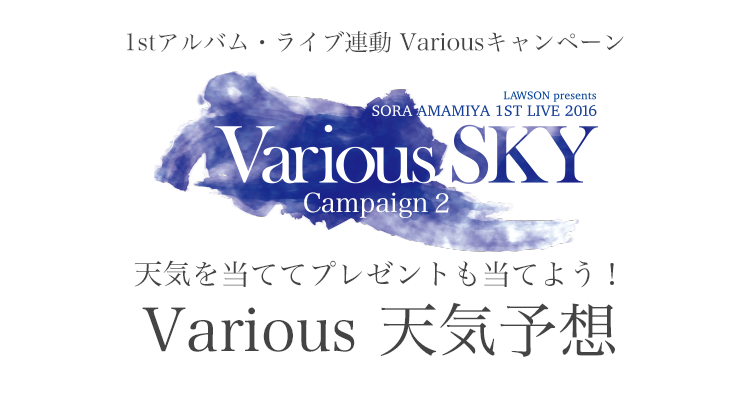 1stアルバム・ライブ連動 Variousキャンペーン
LAWSON presents
SORA AMAMIYA 1ST LIVE 2016
Various SKY
Campaign 2
天気を当ててプレゼントも当てよう！
Various 天気予想